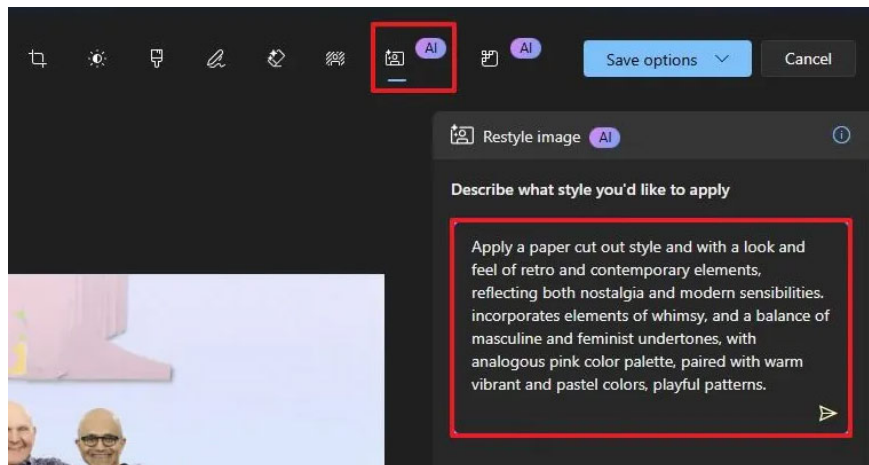 AI
AI
Save options
Cancel
Restyle image AI
Describe what style you'd like to apply
Apply a paper cut out style and with a look and
feel of retro and contemporary elements,
reflecting both nostalgia and modern sensibilities.
incorporates elements of whimsy, and a balance of
masculine and feminist undertones, with
analogous pink color palette, paired with warm
vibrant and pastel colors, playful patterns.